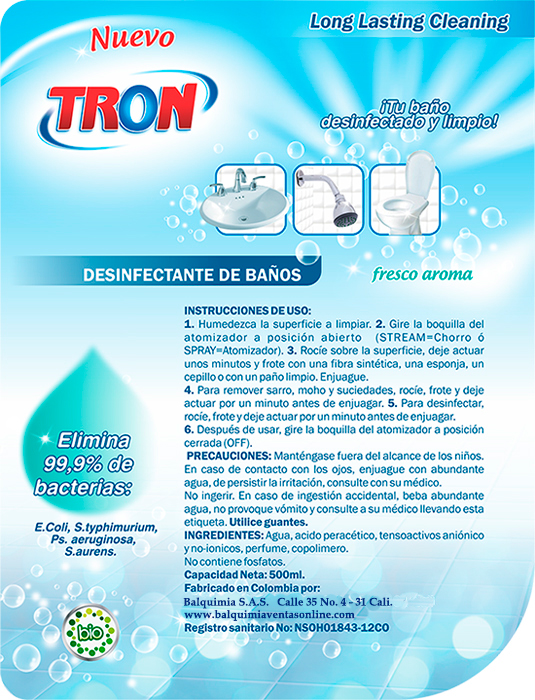 Long Lasting Cleaning
Nuevo
TRON
¡Tu baño
desinfectado y limpio!
DESINFECTANTE DE BAÑOS
fresco aroma
INSTRUCCIONES DE USO:
1. Humedezca la superficie a limpiar. 2. Gire la boquilla del
atomizador a posición abierto (STREAM=Chorro ó
SPRAY=Atomizador). 3. Rocíe sobre la superficie, deje actuar
unos minutos y frote con una fibra sintética, una esponja, un
cepillo o con un paño limpio. Enjuague.
4. Para remover sarro, moho y suciedades, rocíe, frote y deje
actuar por un minuto antes de enjuagar. 5. Para desinfectar,
rocíe, frote y deje actuar por un minuto antes de enjuagar.
6. Después de usar, gire la boquilla del atomizador a posición
cerrada (OFF).
PRECAUCIONES: Manténgase fuera del alcance de los niños.
En caso de contacto con los ojos, enjuague con abundante
agua, de persistir la irritación, consulte con su médico.
No ingerir. En caso de ingestión accidental, beba abundante
agua, no provoque vómito y consulte a su médico llevando esta
etiqueta. Utilice guantes.
INGREDIENTES: Agua, acido peracético, tensoactivos aniónico
y no-ionicos, perfume, copolimero.
No contiene fosfatos.
Capacidad Neta: 500ml.
Fabricado en Colombia por:
Balquimia S.A.S. Calle 35 No. 4 - 31 Cali.
www.balquimiaventasonline.com
Registro sanitario No: NSOH01843-12CO
Elimina
99,9% de
bacterias:
E.Coli, S.typhimurium,
Ps. aeruginosa,
S.aurens.
bio